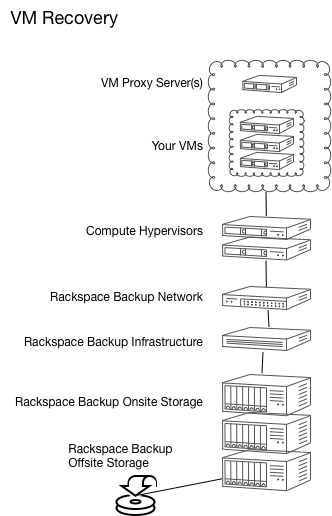 VM Recovery
VM Proxy Server(s)
Your VMs
Compute Hypervisors
Rackspace Backup Network
Rackspace Backup Infrastructure
Rackspace Backup Onsite Storage
Rackspace Backup
Offsite Storage